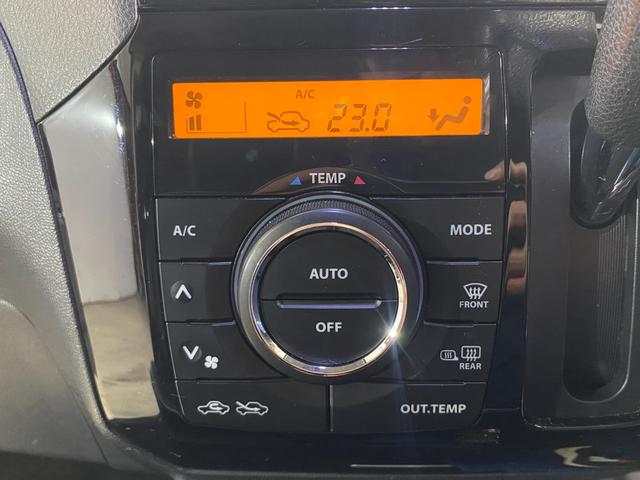 A/C
23.0
TEMP
A/C
MODE
AUTO
OFF
FRONT
REAR
OUT.TEMP